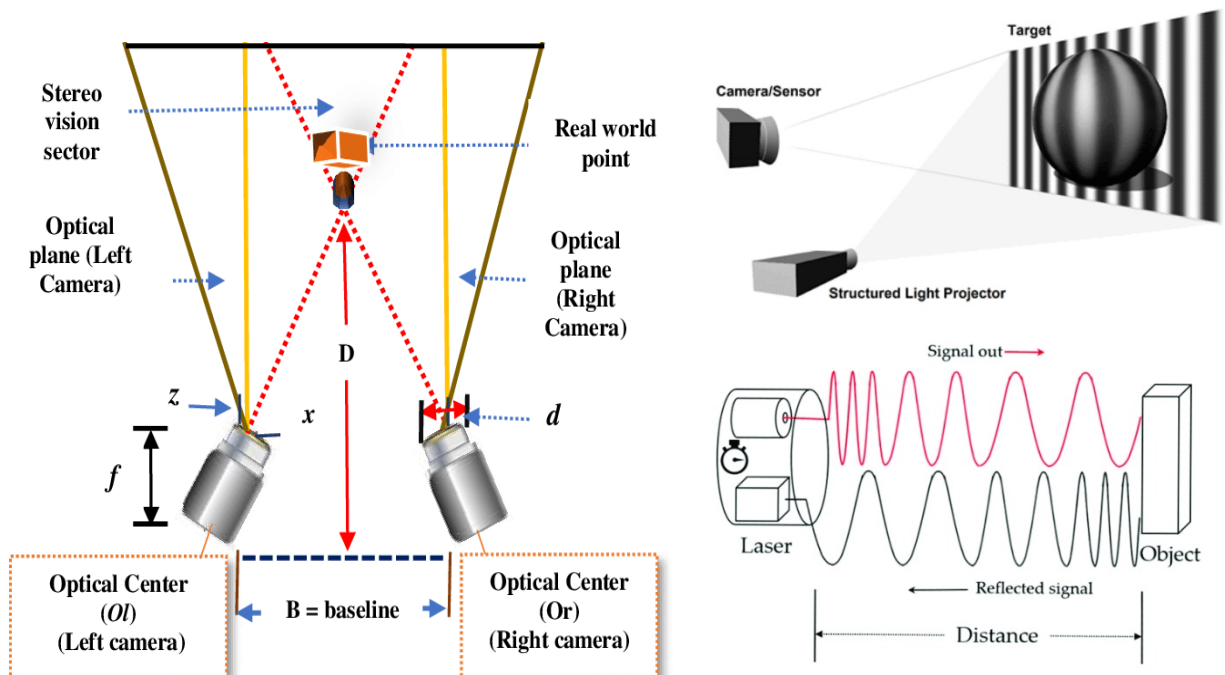 Stereo
vision
sector
Real world
point
Optical
plane (Left
Camera)
Optical
plane
(Right
Camera)
D
z
x
d
f
Optical Center
(Ol)
(Left camera)
B = baseline
Optical Center
(Or)
(Right camera)
Target
Camera/Sensor
Structured Light Projector
Signal out
Laser
Object
Reflected signal
Distance